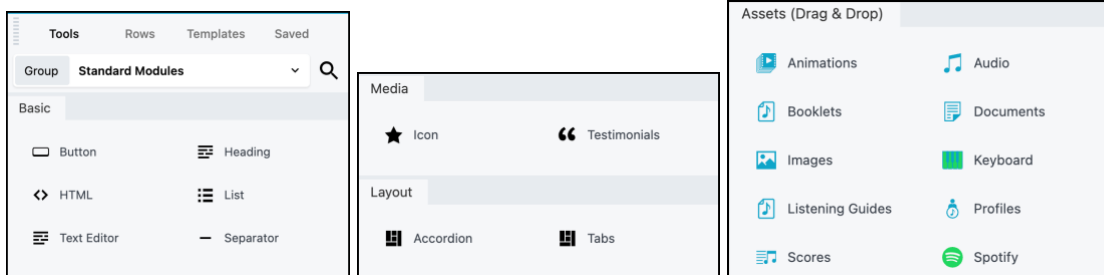 Tools Rows Templates Saved
Group Standard Modules
Basic
Button Heading
HTML List
Text Editor Separator
Media
Icon Testimonials
Layout
Accordion Tabs
Assets (Drag & Drop)
Animations Audio
Booklets Documents
Images Keyboard
Listening Guides Profiles
Scores Spotify